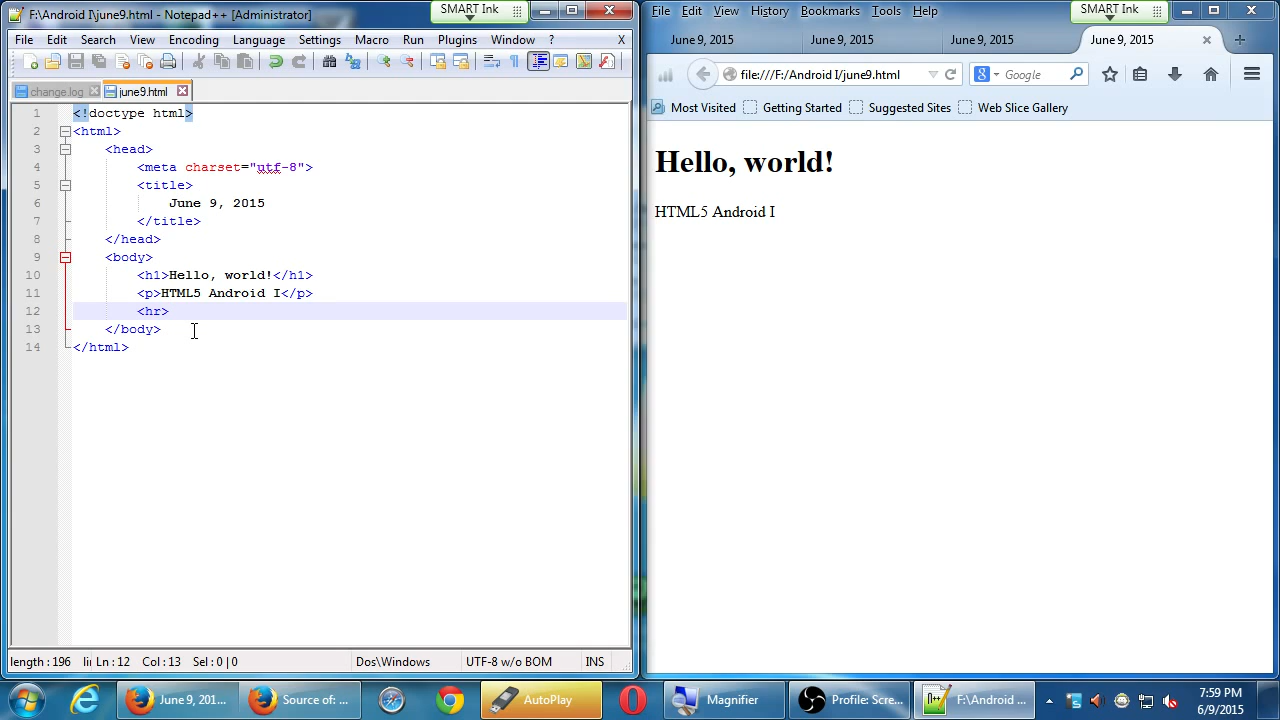 F:\Android I\june9.html - Notepad++ [Administrator]
SMART Ink
File Edit Search View Encoding Language Settings Macro Run Plugins Window ? X
change.log june9.html
1 <!doctype html>
2 <html>
3 <head>
4 <meta charset="utf-8">
5 <title>
6 June 9, 2015
7 </title>
8 </head>
9 <body>
10 <h1>Hello, world!</h1>
11 <p>HTML5 Android I</p>
12 <hr>
13 </body>
14 </html>
length : 196 li Ln : 12 Col : 13 Sel : 0 | 0 Dos\Windows UTF-8 w/o BOM INS
File Edit View History Bookmarks Tools Help
SMART Ink
June 9, 2015 June 9, 2015 June 9, 2015 June 9, 2015
file:///F:/Android I/june9.html
Google
Most Visited Getting Started Suggested Sites Web Slice Gallery
Hello, world!
HTML5 Android I
June 9, 201... Source of: ... AutoPlay Magnifier Profile: Scre... F:\Android ...
7:59 PM
6/9/2015